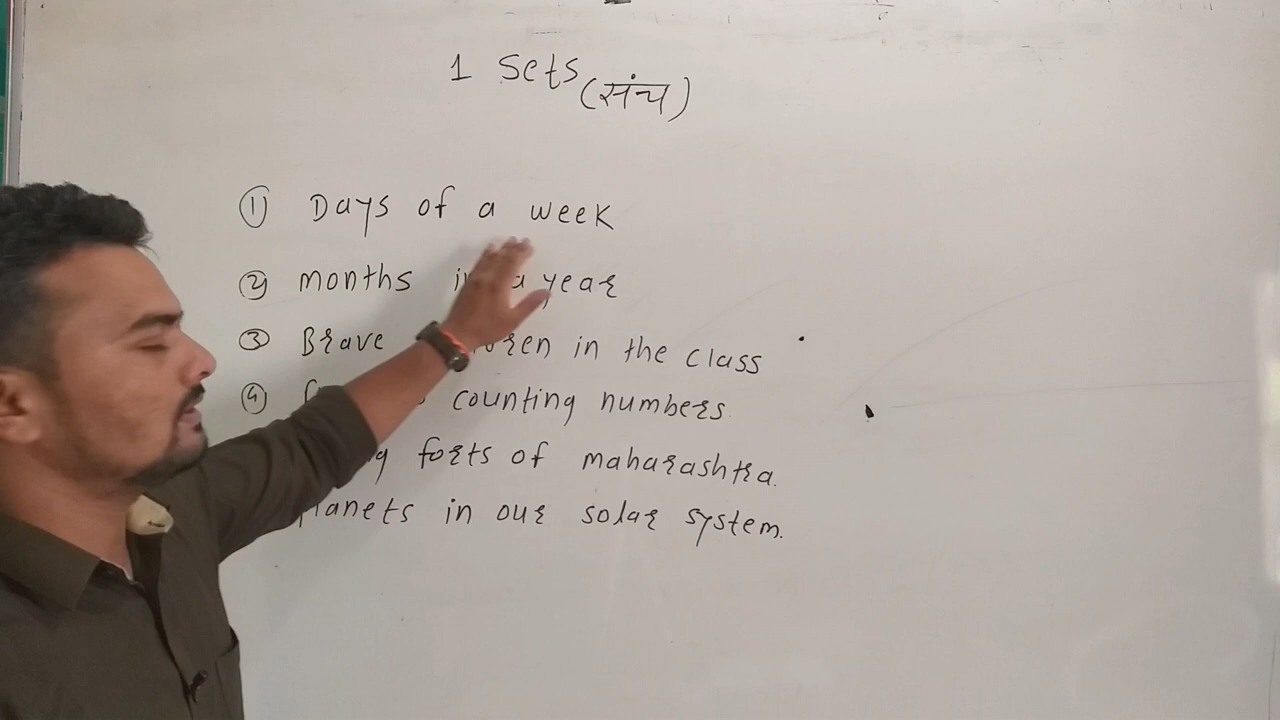 1 Sets (संच)
① Days of a week
② months in a year
③ Brave in the class
④ counting numbers.
forts of maharashtra.
planets in our solar system.